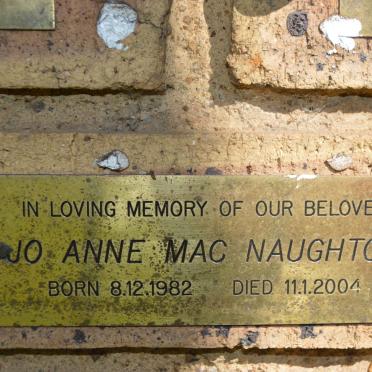 IN LOVING MEMORY OF OUR BELOVE
JO ANNE MAC NAUGHTO
BORN 8.12.1982 DIED 11.1.2004